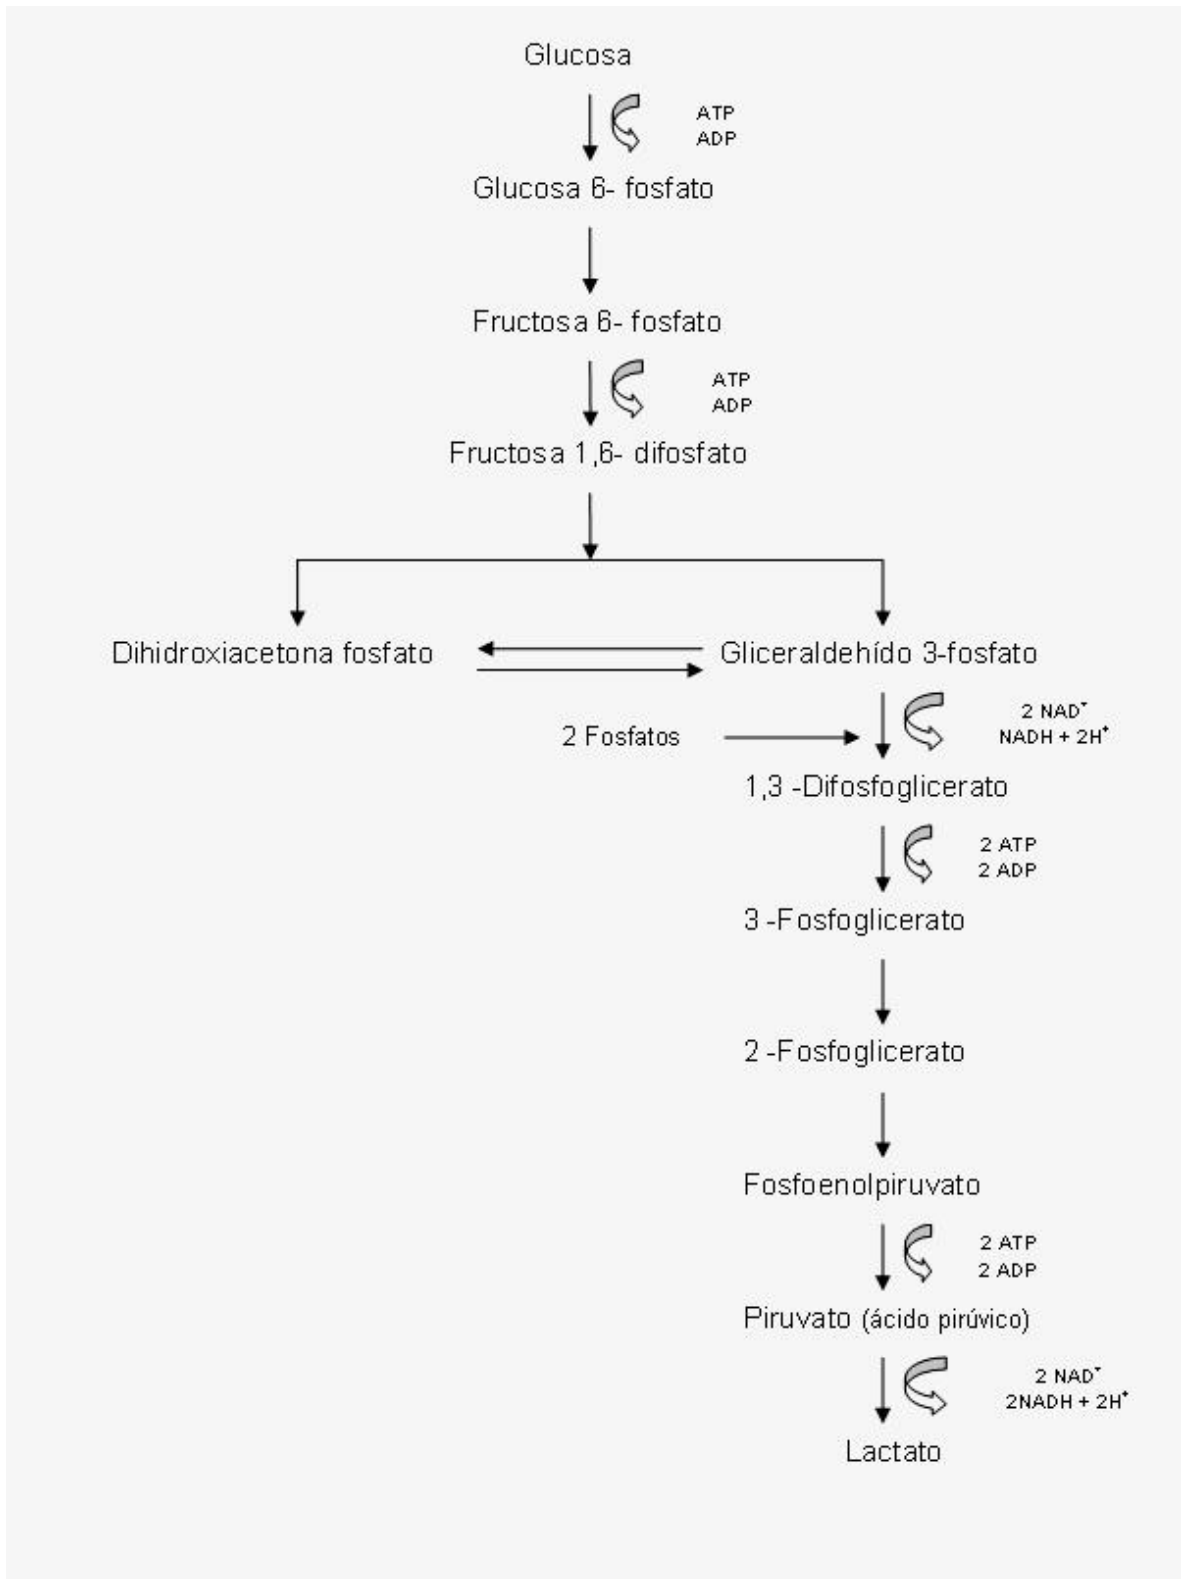 Glucosa
ATP
ADP
Glucosa 6- fosfato
Fructosa 6- fosfato
ATP
ADP
Fructosa 1,6- difosfato
Dihidroxiacetona fosfato
Gliceraldehído 3-fosfato
2 NAD⁺
NADH + 2H⁺
2 Fosfatos
1,3 -Difosfoglicerato
2 ATP
2 ADP
3 -Fosfoglicerato
2 -Fosfoglicerato
Fosfoenolpiruvato
2 ATP
2 ADP
Piruvato (ácido pirúvico)
2 NAD⁺
2NADH + 2H⁺
Lactato